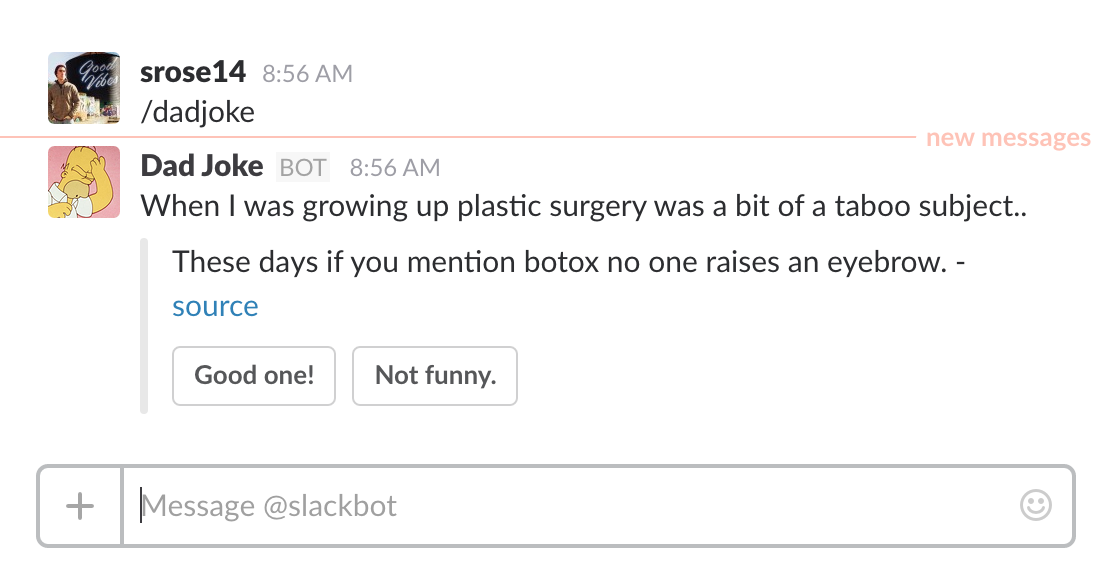 Good
Vibes
srose14 8:56 AM
/dadjoke
new messages
Dad Joke BOT 8:56 AM
When I was growing up plastic surgery was a bit of a taboo subject..
These days if you mention botox no one raises an eyebrow. -
source
Good one! Not funny.
Message @slackbot